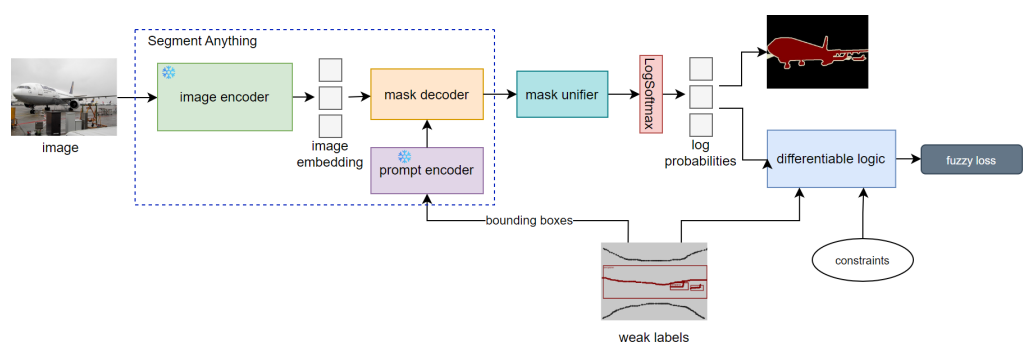 Segment Anything
image encoder
mask decoder
mask unifier
LogSoftmax
image
image
embedding
log
probabilities
prompt encoder
differentiable logic
fuzzy loss
bounding boxes
constraints
weak labels